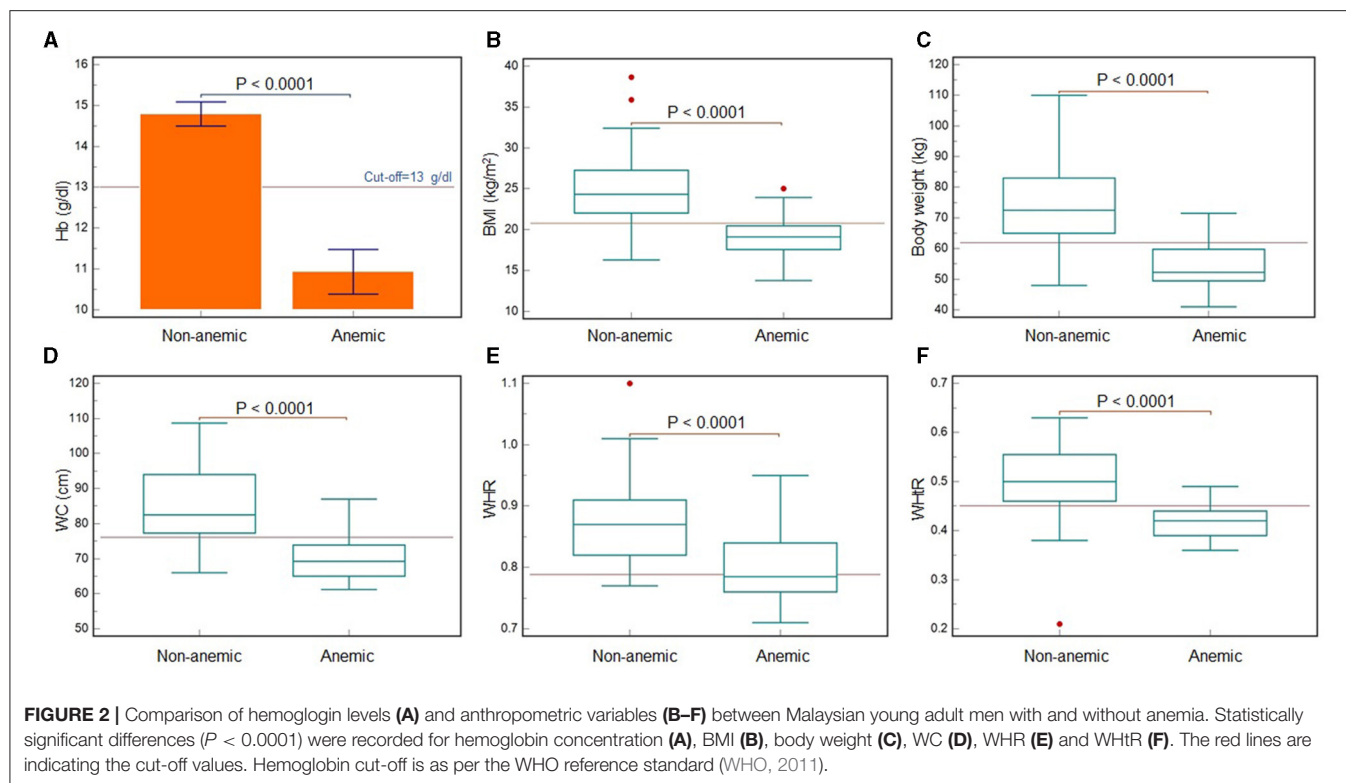 A
16
15
14
13
12
11
10
Hb (g/dl)
P < 0.0001
Cut-off=13 g/dl
Non-anemic
Anemic
B
40
35
30
25
20
15
10
BMI (kg/m²)
P < 0.0001
Non-anemic
Anemic
C
120
110
100
90
80
70
60
50
40
Body weight (kg)
P < 0.0001
Non-anemic
Anemic
D
120
110
100
90
80
70
60
50
WC (cm)
P < 0.0001
Non-anemic
Anemic
E
1.1
1.0
0.9
0.8
0.7
WHR
P < 0.0001
Non-anemic
Anemic
F
0.7
0.6
0.5
0.4
0.3
0.2
WHtR
P < 0.0001
Non-anemic
Anemic
FIGURE 2 | Comparison of hemoglogin levels (A) and anthropometric variables (B–F) between Malaysian young adult men with and without anemia. Statistically
significant differences (P < 0.0001) were recorded for hemoglobin concentration (A), BMI (B), body weight (C), WC (D), WHR (E) and WHtR (F). The red lines are
indicating the cut-off values. Hemoglobin cut-off is as per the WHO reference standard (WHO, 2011).